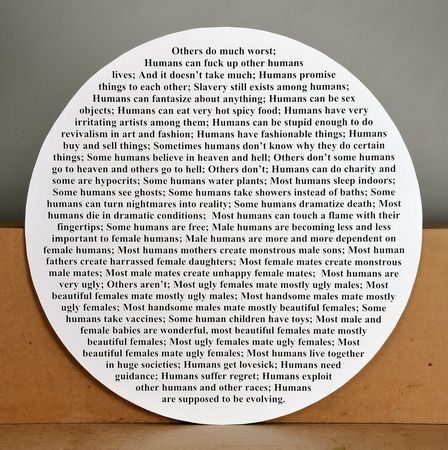 Others do much worst;
Humans can fuck up other humans
lives; And it doesn't take much; Humans promise
things to each other; Slavery still exists among humans;
Humans can fantasize about anything; Humans can be sex
objects; Humans can eat very hot spicy food; Humans have very
irritating artists among them; Humans can be stupid enough to do
revivalism in art and fashion; Humans have fashionable things; Humans
buy and sell things; Sometimes humans don't know why they do certain
things; Some humans believe in heaven and hell; Others don't some humans
go to heaven and others go to hell; Others don't; Humans can do charity and
some are hypocrits; Some humans water plants; Most humans sleep indoors;
Some humans see ghosts; Some humans take showers instead of baths; Some
humans can turn nightmares into reality; Some humans dramatize death; Most
humans die in dramatic conditions; Most humans can touch a flame with their
fingertips; Some humans are free; Male humans are becoming less and less
important to female humans; Male humans are more and more dependent on
female humans; Most humans mothers create monstrous male sons; Most human
fathers create harrassed female daughters; Most female mates create monstrous
male mates; Most male mates create unhappy female mates; Most humans are
very ugly; Others aren't; Most ugly females mate mostly ugly males; Most
beautiful females mate mostly ugly males; Most handsome males mate mostly
ugly females; Most handsome males mate mostly beautiful females; Some
humans take vaccines; Some human children have toys; Most male and
female babies are wonderful, most beautiful females mate mostly
beautiful females; Most ugly females mate ugly females; Most
beautiful females mate ugly females; Most humans live together
in huge societies; Humans get lovesick; Humans need
guidance; Humans suffer regret; Humans exploit
other humans and other races; Humans
are supposed to be evolving.